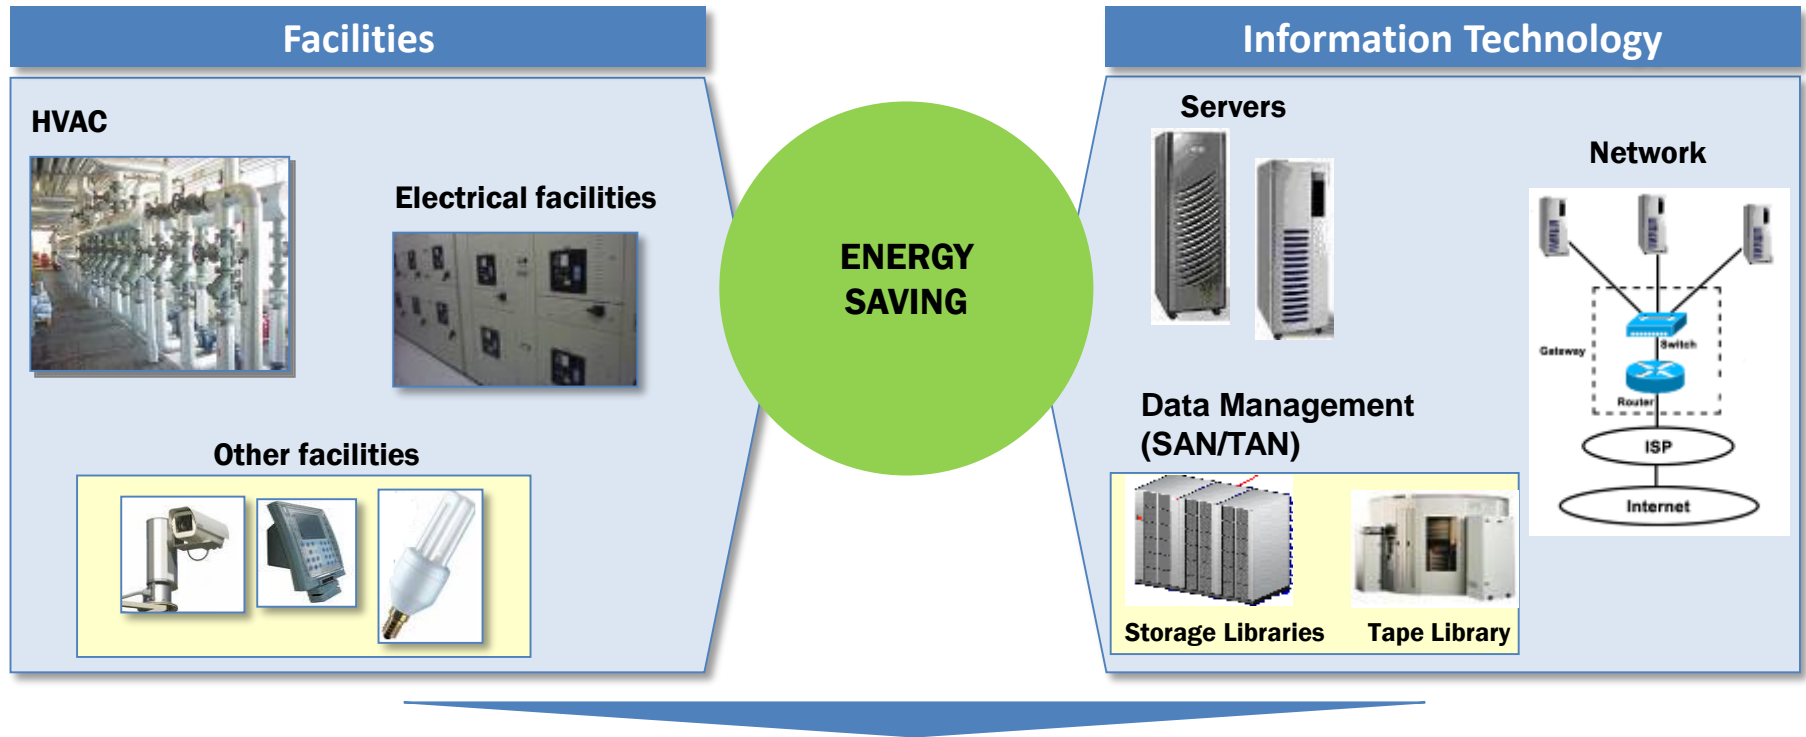 Facilities
HVAC
Electrical facilities
Other facilities
ENERGY
SAVING
Information Technology
Servers
Network
Gateway
Switch
Router
ISP
Internet
Data Management
(SAN/TAN)
Storage Libraries
Tape Library